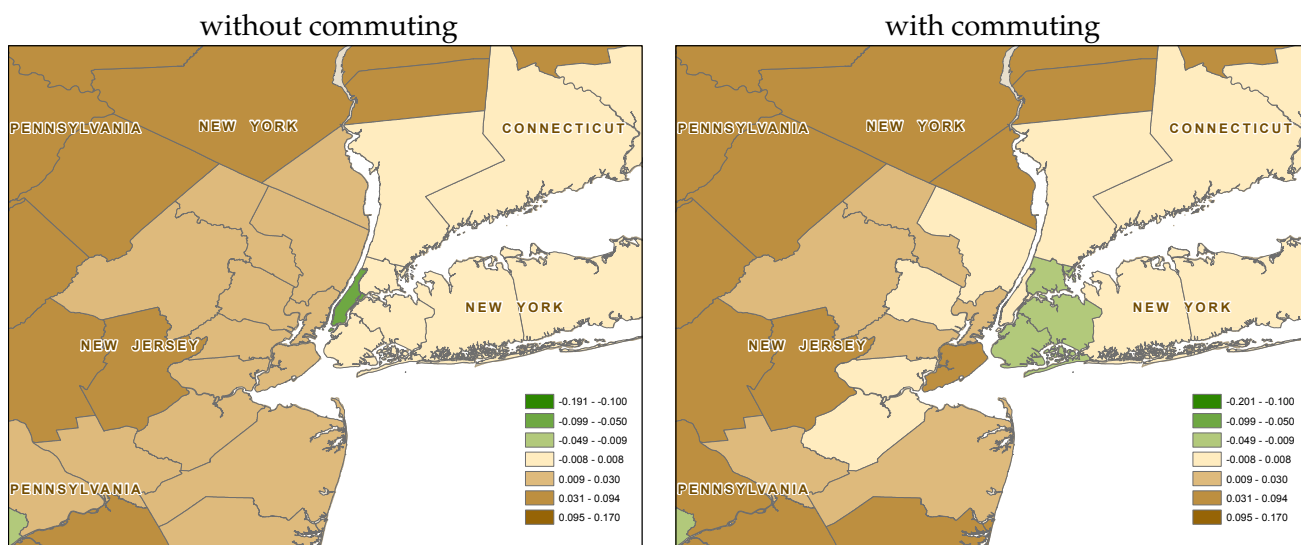 without commuting
PENNSYLVANIA
NEW YORK
CONNECTICUT
NEW YORK
NEW JERSEY
PENNSYLVANIA
-0.191 - -0.100
-0.099 - -0.050
-0.049 - -0.009
-0.008 - 0.008
0.009 - 0.030
0.031 - 0.094
0.095 - 0.170
with commuting
PENNSYLVANIA
NEW YORK
CONNECTICUT
NEW YORK
NEW JERSEY
PENNSYLVANIA
-0.201 - -0.100
-0.099 - -0.050
-0.049 - -0.009
-0.008 - 0.008
0.009 - 0.030
0.031 - 0.094
0.095 - 0.170